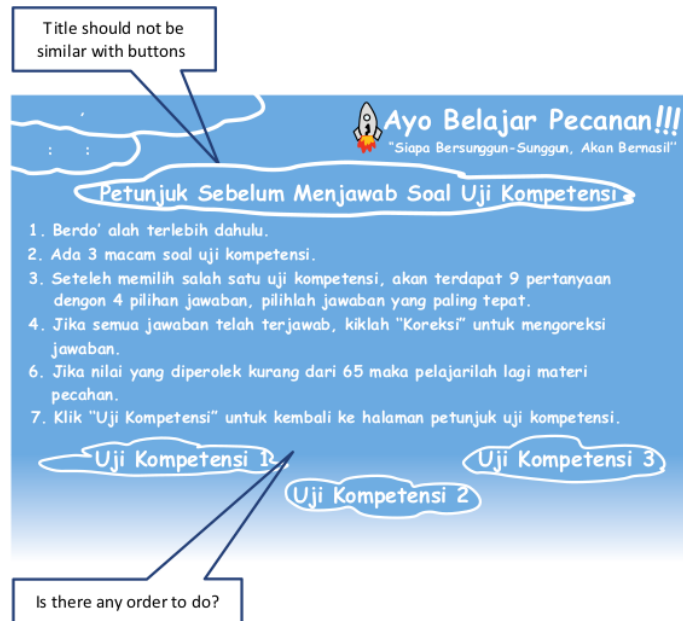 Title should not be
similar with buttons
Ayo Belajar Pecanan!!!
"Siapa Bersunggun-Sunggun, Akan Bernasil"
Petunjuk Sebelum Menjawab Soal Uji Kompetensi
1. Berdo' alah terlebih dahulu.
2. Ada 3 macam soal uji kompetensi.
3. Seteleh memilih salah satu uji kompetensi, akan terdapat 9 pertanyaan
dengon 4 pilihan jawaban, pilihlah jawaban yang paling tepat.
4. Jika semua jawaban telah terjawab, kiklah "Koreksi" untuk mengoreksi
jawaban.
6. Jika nilai yang diperolek kurang dari 65 maka pelajarilah lagi materi
pecahan.
7. Klik "Uji Kompetensi" untuk kembali ke halaman petunjuk uji kompetensi.
Uji Kompetensi 1
Uji Kompetensi 3
Uji Kompetensi 2
Is there any order to do?